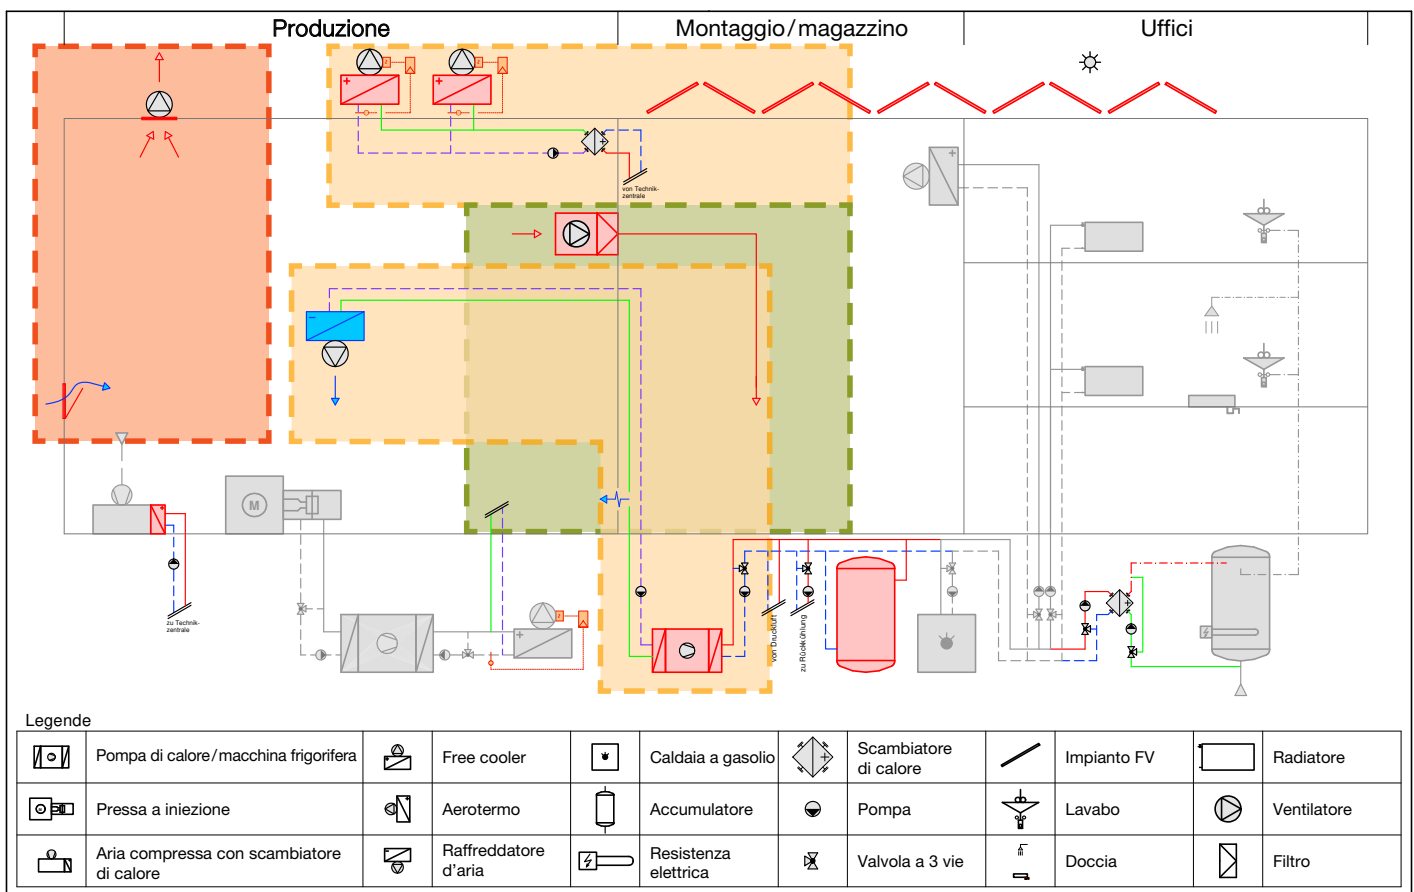 Produzione
Montaggio/magazzino
Uffici
von Technik-
zentrale
M
zu Technik-
zentrale
von Druckluft
zu Rückkühlung
Legende
Pompa di calore/macchina frigorifera
Free cooler
Caldaia a gasolio
Scambiatore
di calore
Impianto FV
Radiatore
Pressa a iniezione
Aerotermo
Accumulatore
Pompa
Lavabo
Ventilatore
Aria compressa con scambiatore
di calore
Raffreddatore
d'aria
Resistenza
elettrica
Valvola a 3 vie
Doccia
Filtro